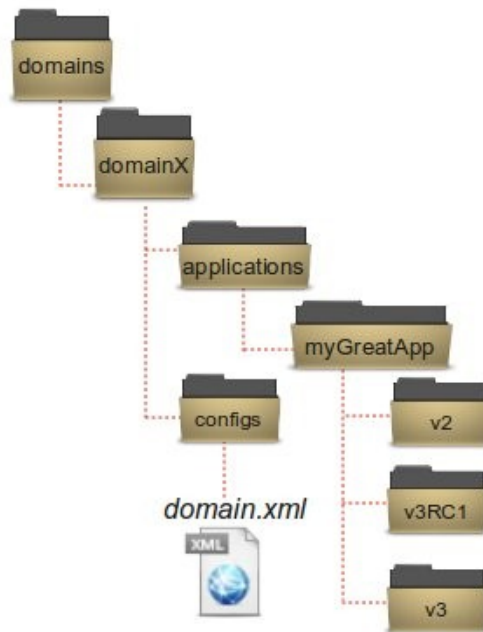 domains
domainX
applications
myGreatApp
configs
v2
domain.xml
v3RC1
XML
v3